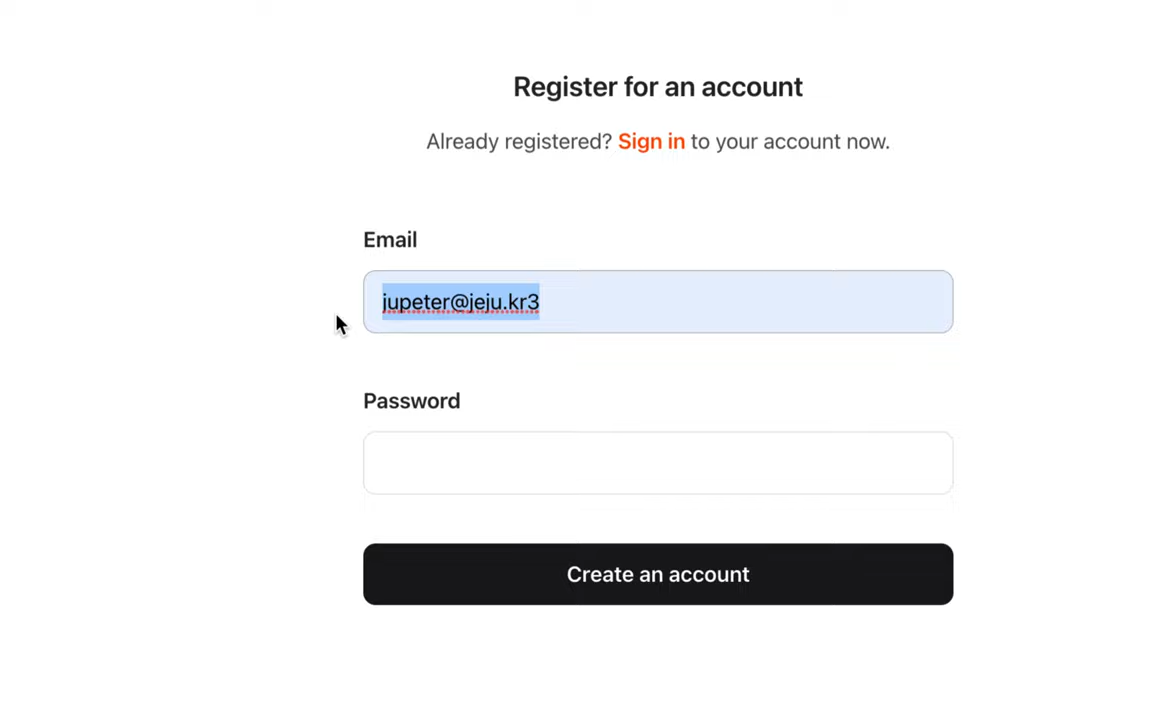 Register for an account
Already registered? Sign in to your account now.
Email
jupeter@jeju.kr3
Password
Create an account